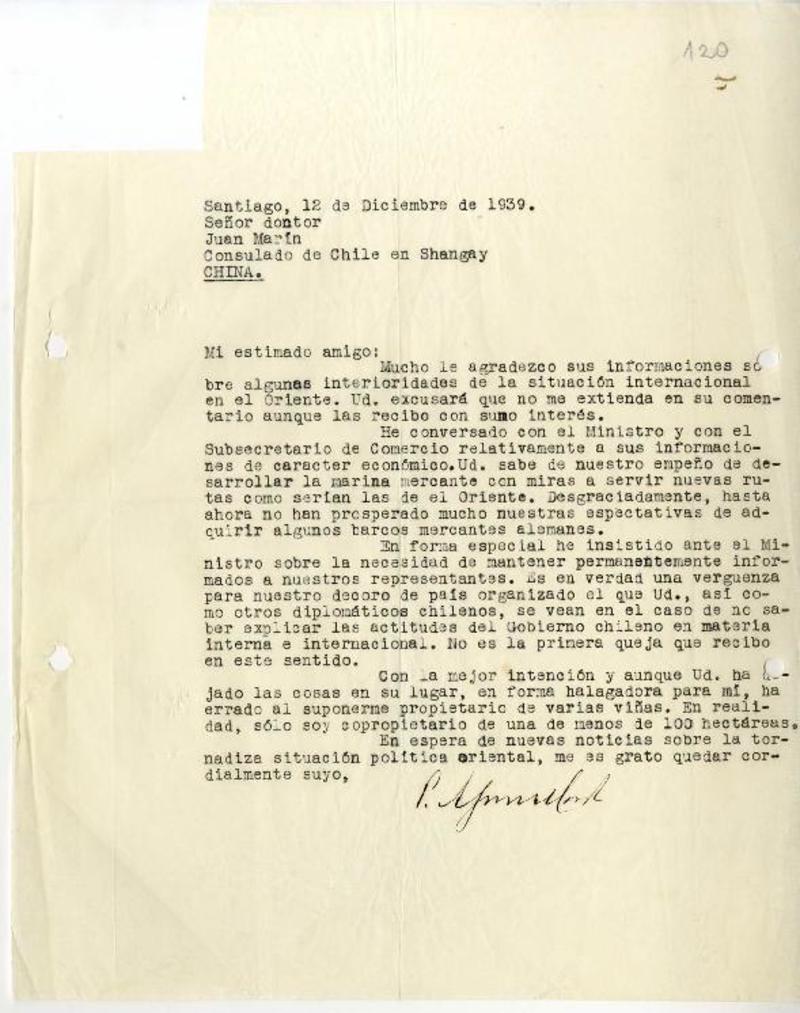 120
Santiago, 12 de Diciembre de 1939.
Señor dontor
Juan Marín
Consulado de Chile en Shangay
CHINA.
Mi estimado amigo:
Mucho le agradezco sus informaciones so
bre algunas interioridades de la situación internacional
en el Oriente. Ud. excusará que no me extienda en su comen-
tario aunque las recibo con sumo interés.
He conversado con el Ministro y con el
Subsecretario de Comercio relativamente a sus informacio-
nes de caracter económico.Ud. sabe de nuestro empeño de de-
sarrollar la marina mercante con miras a servir nuevas ru-
tas como serían las de el Oriente. Desgraciadamente, hasta
ahora no han prosperado mucho nuestras espectativas de ad-
quirir algunos barcos mercantes alemanes.
En forma especial he insistido ante el Mi-
nistro sobre la necesidad de mantener permanentemente infor-
mados a nuestros representantes. Es en verdad una verguenza
para nuestro decoro de país organizado el que Ud., así co-
mo otros diplomáticos chilenos, se vean en el caso de no sa-
ber explicar las actitudes del Gobierno chileno en materia
interna e internacional. No es la primera queja que recibo
en este sentido.
Con la mejor intención y aunque Ud. ha
jado las cosas en su lugar, en forma halagadora para mí, ha
errado al suponerme propietario de varias viñas. En reali-
dad, sólo soy copropietario de una de menos de 100 hectáreas.
En espera de nuevas noticias sobre la tor-
nadiza situación política oriental, me es grato quedar cor-
dialmente suyo,